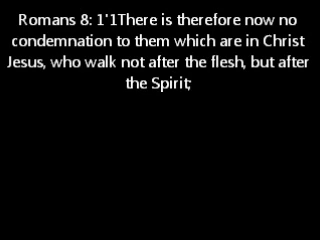 Romans 8: 1'1There is therefore now no
condemnation to them which are in Christ
Jesus, who walk not after the flesh, but after
the Spirit;